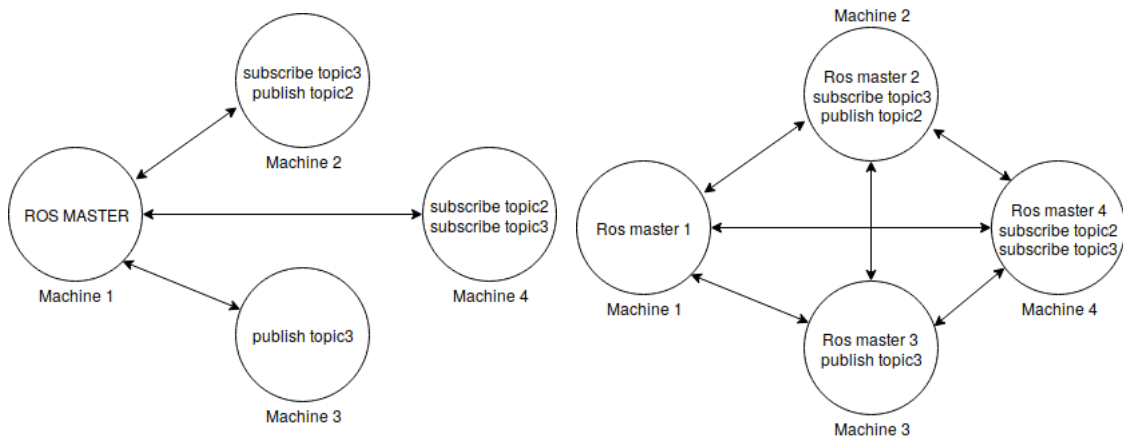 subscribe topic3
publish topic2
Machine 2
ROS MASTER
Machine 1
subscribe topic2
subscribe topic3
Machine 4
publish topic3
Machine 3
Machine 2
Ros master 2
subscribe topic3
publish topic2
Ros master 1
Machine 1
Ros master 4
subscribe topic2
subscribe topic3
Machine 4
Ros master 3
publish topic3
Machine 3